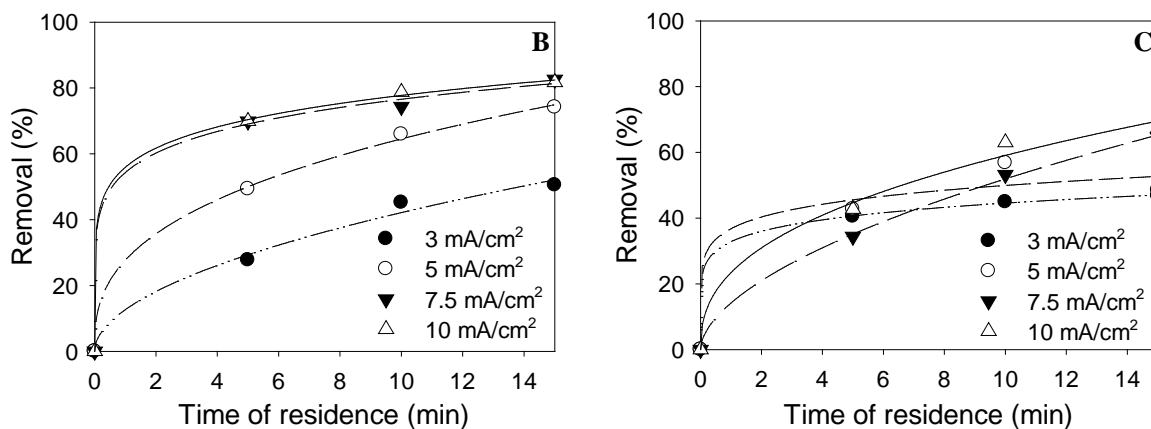 B
100
80
60
40
20
0
Removal (%)
3 mA/cm²
5 mA/cm²
7.5 mA/cm²
10 mA/cm²
0 2 4 6 8 10 12 14
Time of residence (min)
C
100
80
60
40
20
0
Removal (%)
3 mA/cm²
5 mA/cm²
7.5 mA/cm²
10 mA/cm²
0 2 4 6 8 10 12 14
Time of residence (min)